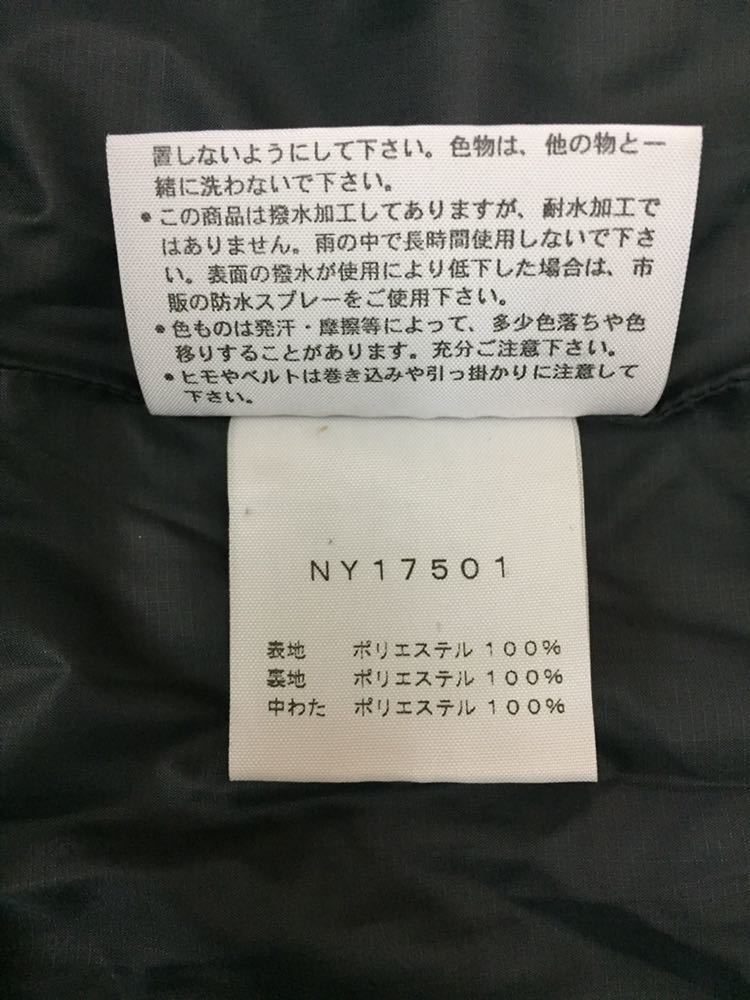 置しないようにして下さい。色物は、他の物と一
緒に洗わないで下さい。
●この商品は撥水加工してありますが、耐水加工で
はありません。雨の中で長時間使用しないで下さ
い。表面の撥水が使用により低下した場合は、市
販の防水スプレーをご使用下さい。
●色ものは発汗・摩擦等によって、多少色落ちや色
移りすることがあります。充分ご注意下さい。
●ヒモやベルトは巻き込みや引っ掛かりに注意して
下さい。
NY17501
表地 ポリエステル100%
裏地 ポリエステル100%
中わた ポリエステル100%